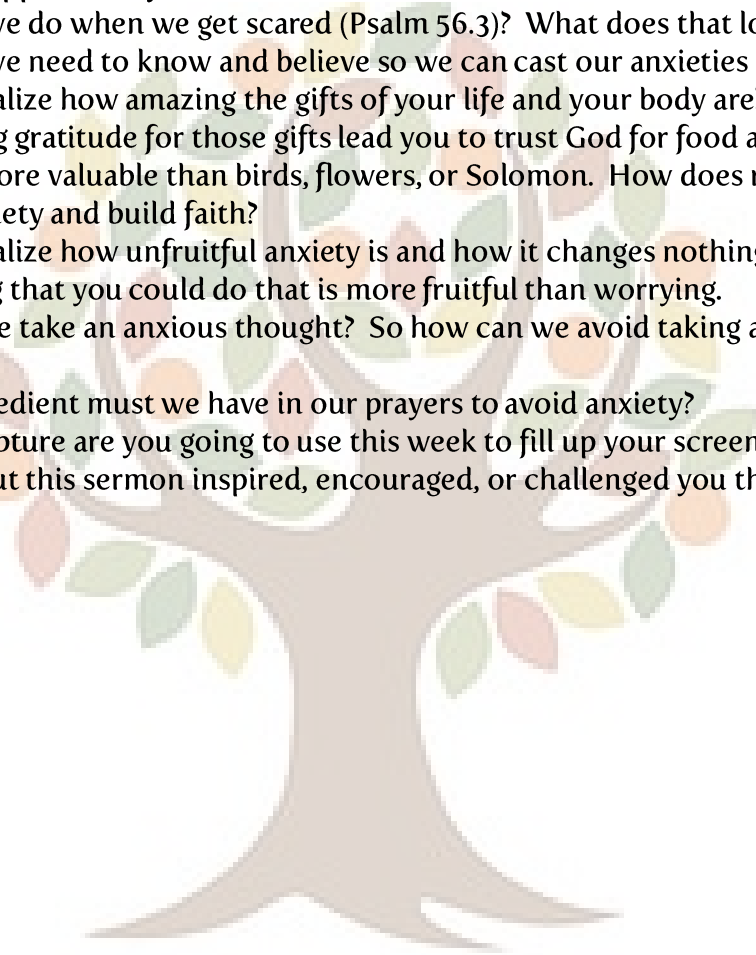 ve do when we get scared (Psalm 56.3)?  What does that lo
ve need to know and believe so we can cast our anxieties
alize how amazing the gifts of your life and your body are
g gratitude for those gifts lead you to trust God for food a
ore valuable than birds, flowers, or Solomon.  How does
iety and build faith?
alize how unfruitful anxiety is and how it changes nothing
g that you could do that is more fruitful than worrying.
e take an anxious thought?  So how can we avoid taking a
edient must we have in our prayers to avoid anxiety?
pture are you going to use this week to fill up your screen
ut this sermon inspired, encouraged, or challenged you th